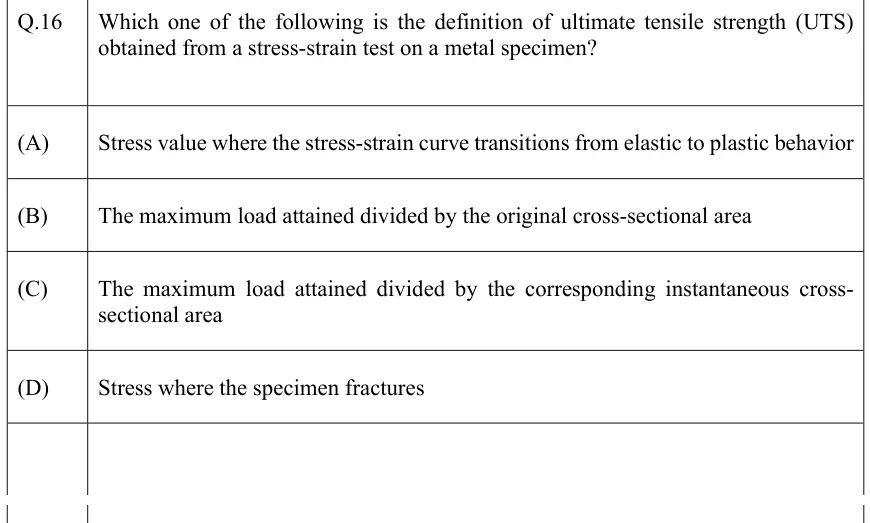 Q.16 Which one of the following is the definition of ultimate tensile strength (UTS)
obtained from a stress-strain test on a metal specimen?
(A) Stress value where the stress-strain curve transitions from elastic to plastic behavior
(B) The maximum load attained divided by the original cross-sectional area
(C) The maximum load attained divided by the corresponding instantaneous cross-
sectional area
(D) Stress where the specimen fractures